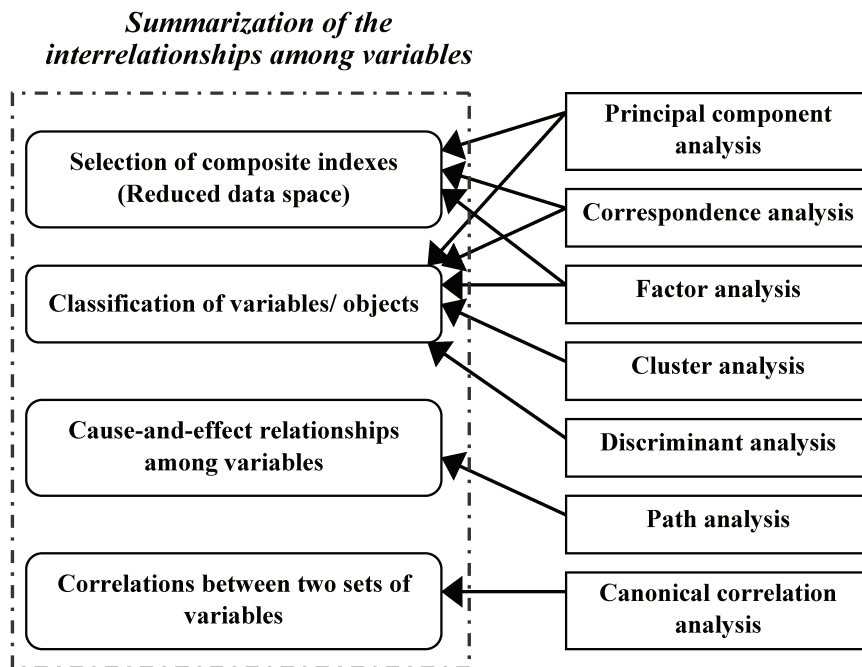 Summarization of the
interrelationships among variables
Selection of composite indexes
(Reduced data space)
Classification of variables/ objects
Cause-and-effect relationships
among variables
Correlations between two sets of
variables
Principal component
analysis
Correspondence analysis
Factor analysis
Cluster analysis
Discriminant analysis
Path analysis
Canonical correlation
analysis